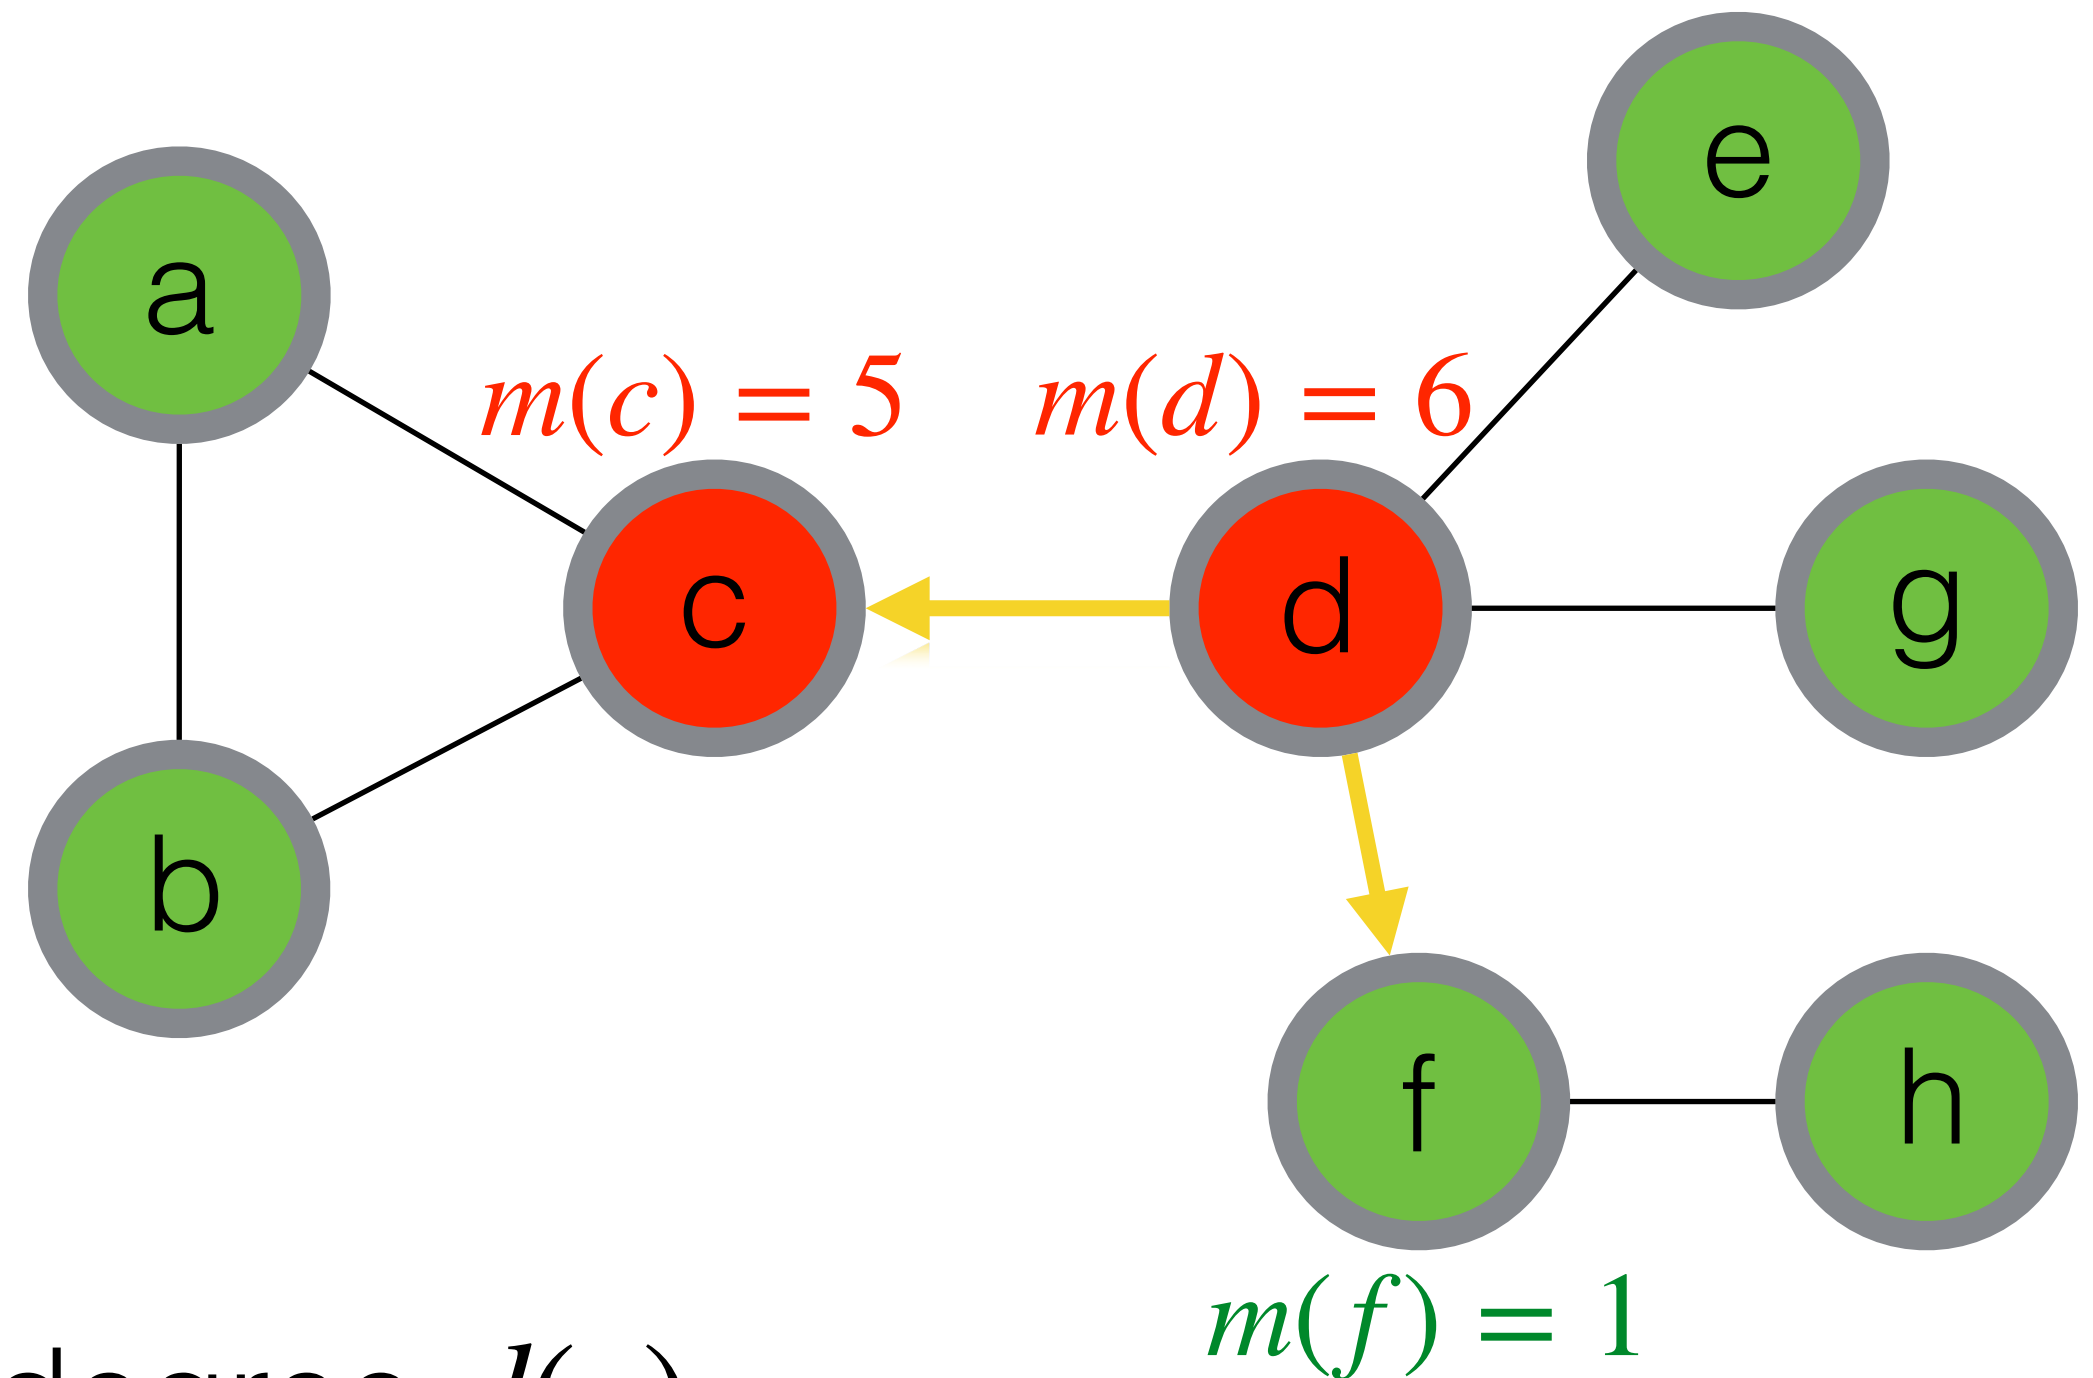 e
a
m(c) = 5
m(d) = 6
c
d
g
b
f
h
m(f) = 1